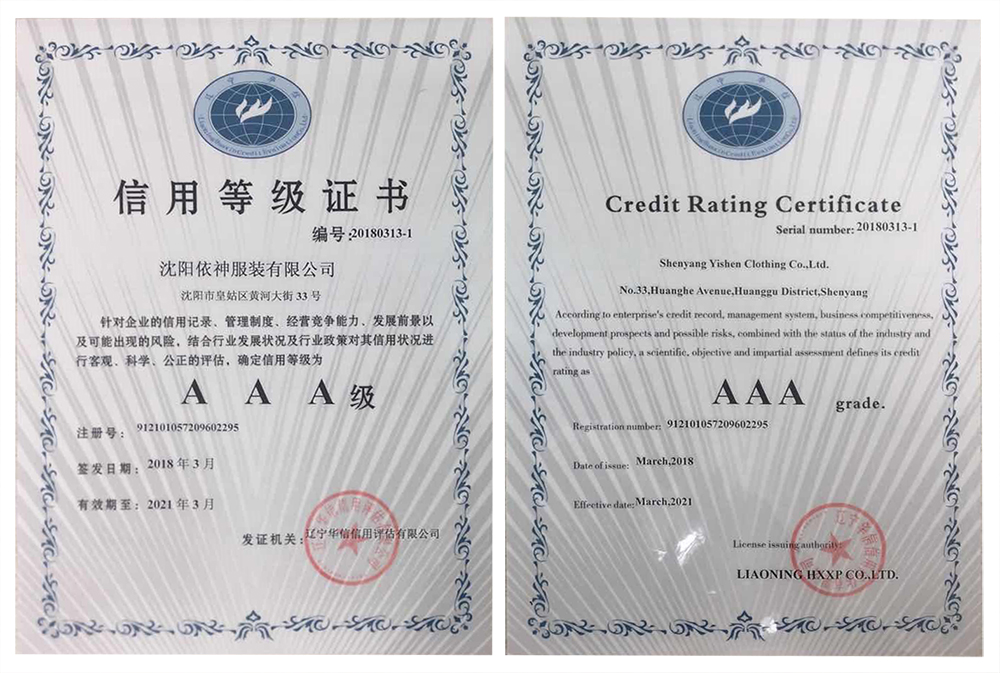 信用等级证书
编号:20180313-1
沈阳依神服装有限公司
沈阳市皇姑区黄河大街 33 号
针对企业的信用记录、管理制度、经营竞争能力、发展前景以
及可能出现的风险，结合行业发展状况及行业政策对其信用状况进
行客观、科学、公正的评估，确定信用等级为
A A A 级
注册号：912101057209602295
签发日期：2018 年 3 月
有效期至：2021 年 3 月
发证机关：辽宁华信信用评估有限公司
Credit Rating Certificate
Serial number:20180313-1
Shenyang Yishen Clothing Co.,Ltd.
No.33,Huanghe Avenue,Huanggu District,Shenyang
According to enterprise's credit record, management system, business competitiveness,
development prospects and possible risks, combined with the status of the industry and
the industry policy, a scientific, objective and impartial assessment defines its credit
rating as
AAA grade.
Registration number: 912101057209602295
Date of issue: March,2018
Effective date:March,2021
License issuing authority:
LIAONING HXXP CO.,LTD.